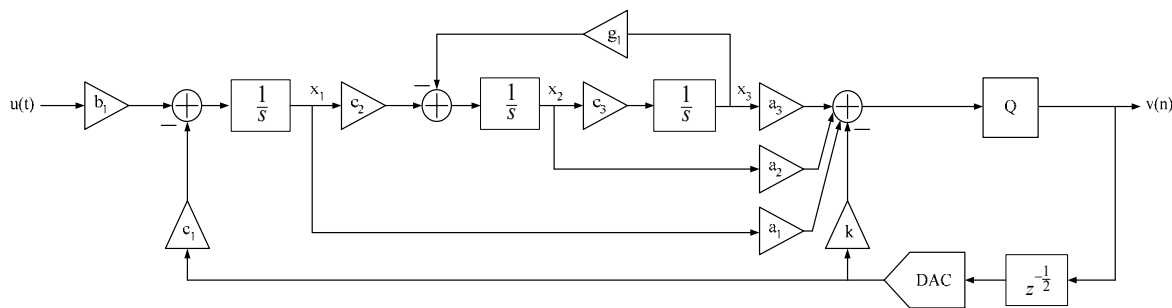 g₁
u(t)
b₁
−
1/s
x₁
c₂
−
1/s
x₂
c₃
1/s
x₃
a₃
−
Q
v(n)
a₂
c₁
a₁
k
DAC
z^(-1/2)